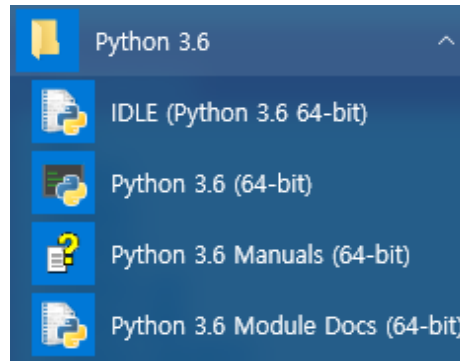 Python 3.6
IDLE (Python 3.6 64-bit)
Python 3.6 (64-bit)
Python 3.6 Manuals (64-bit)
Python 3.6 Module Docs (64-bit)